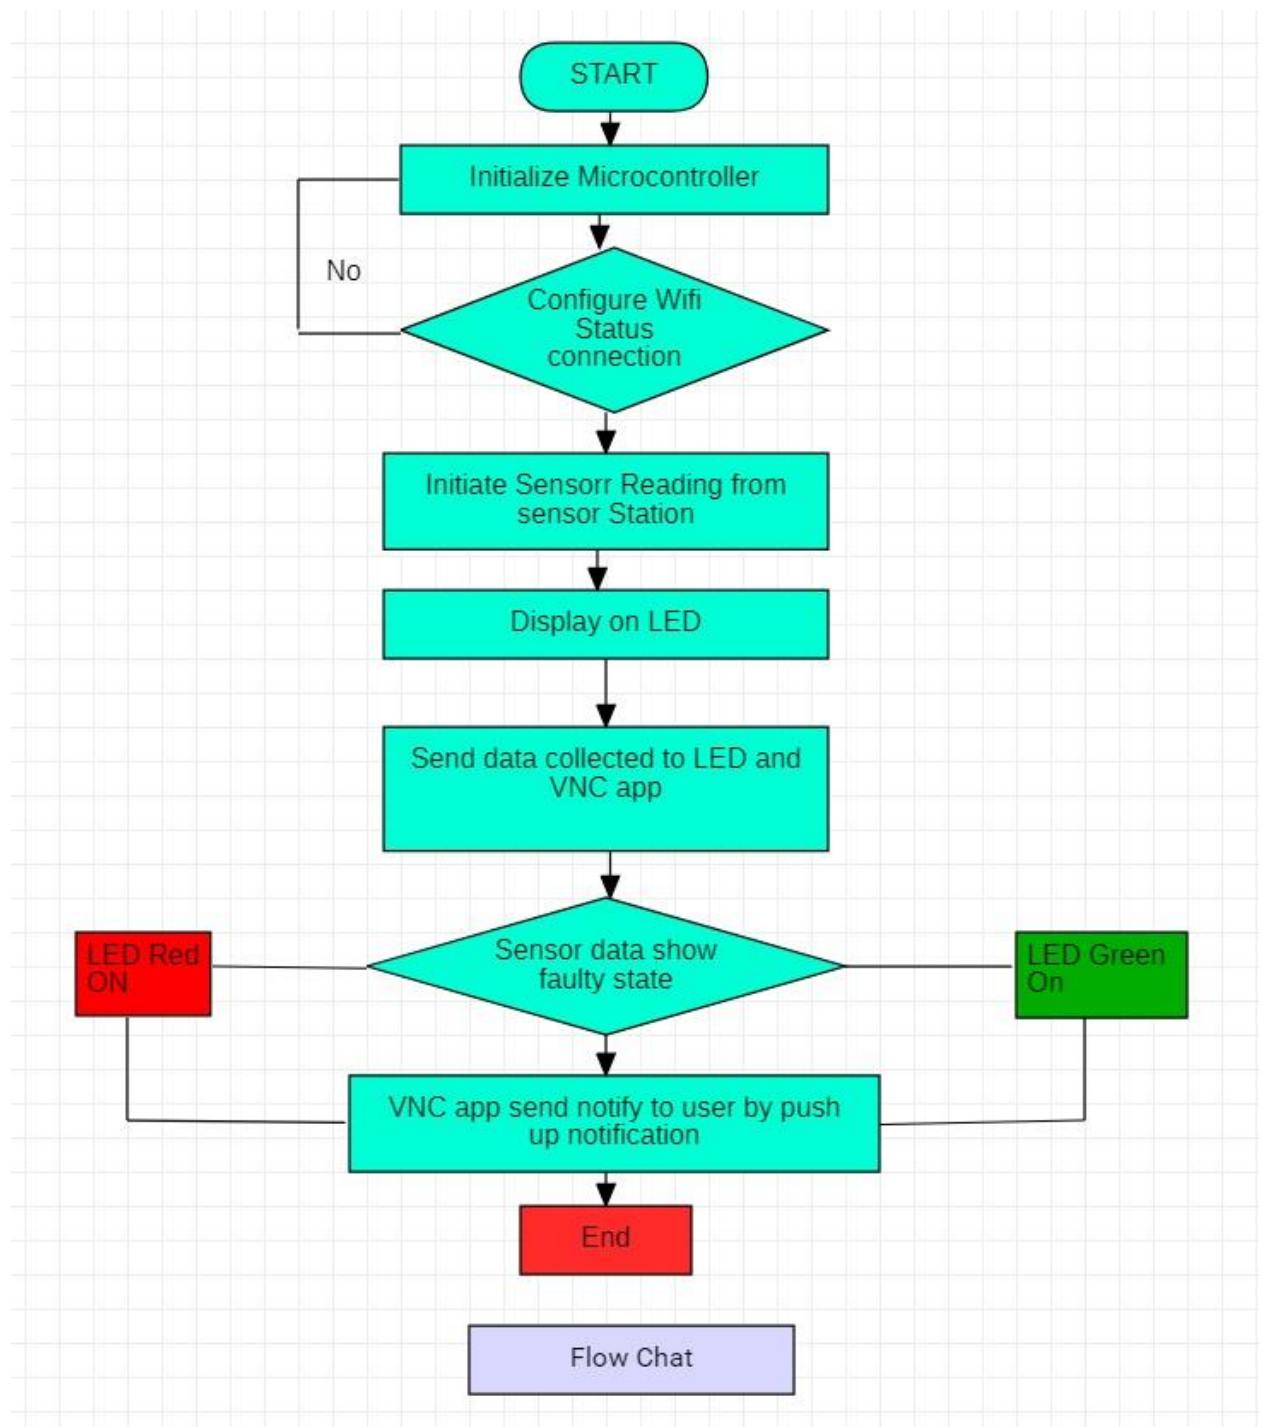 START
Initialize Microcontroller
No
Configure Wifi
Status
connection
Initiate Sensorr Reading from
sensor Station
Display on LED
Send data collected to LED and
VNC app
LED Red
ON
Sensor data show
faulty state
LED Green
On
VNC app send notify to user by push
up notification
End
Flow Chat